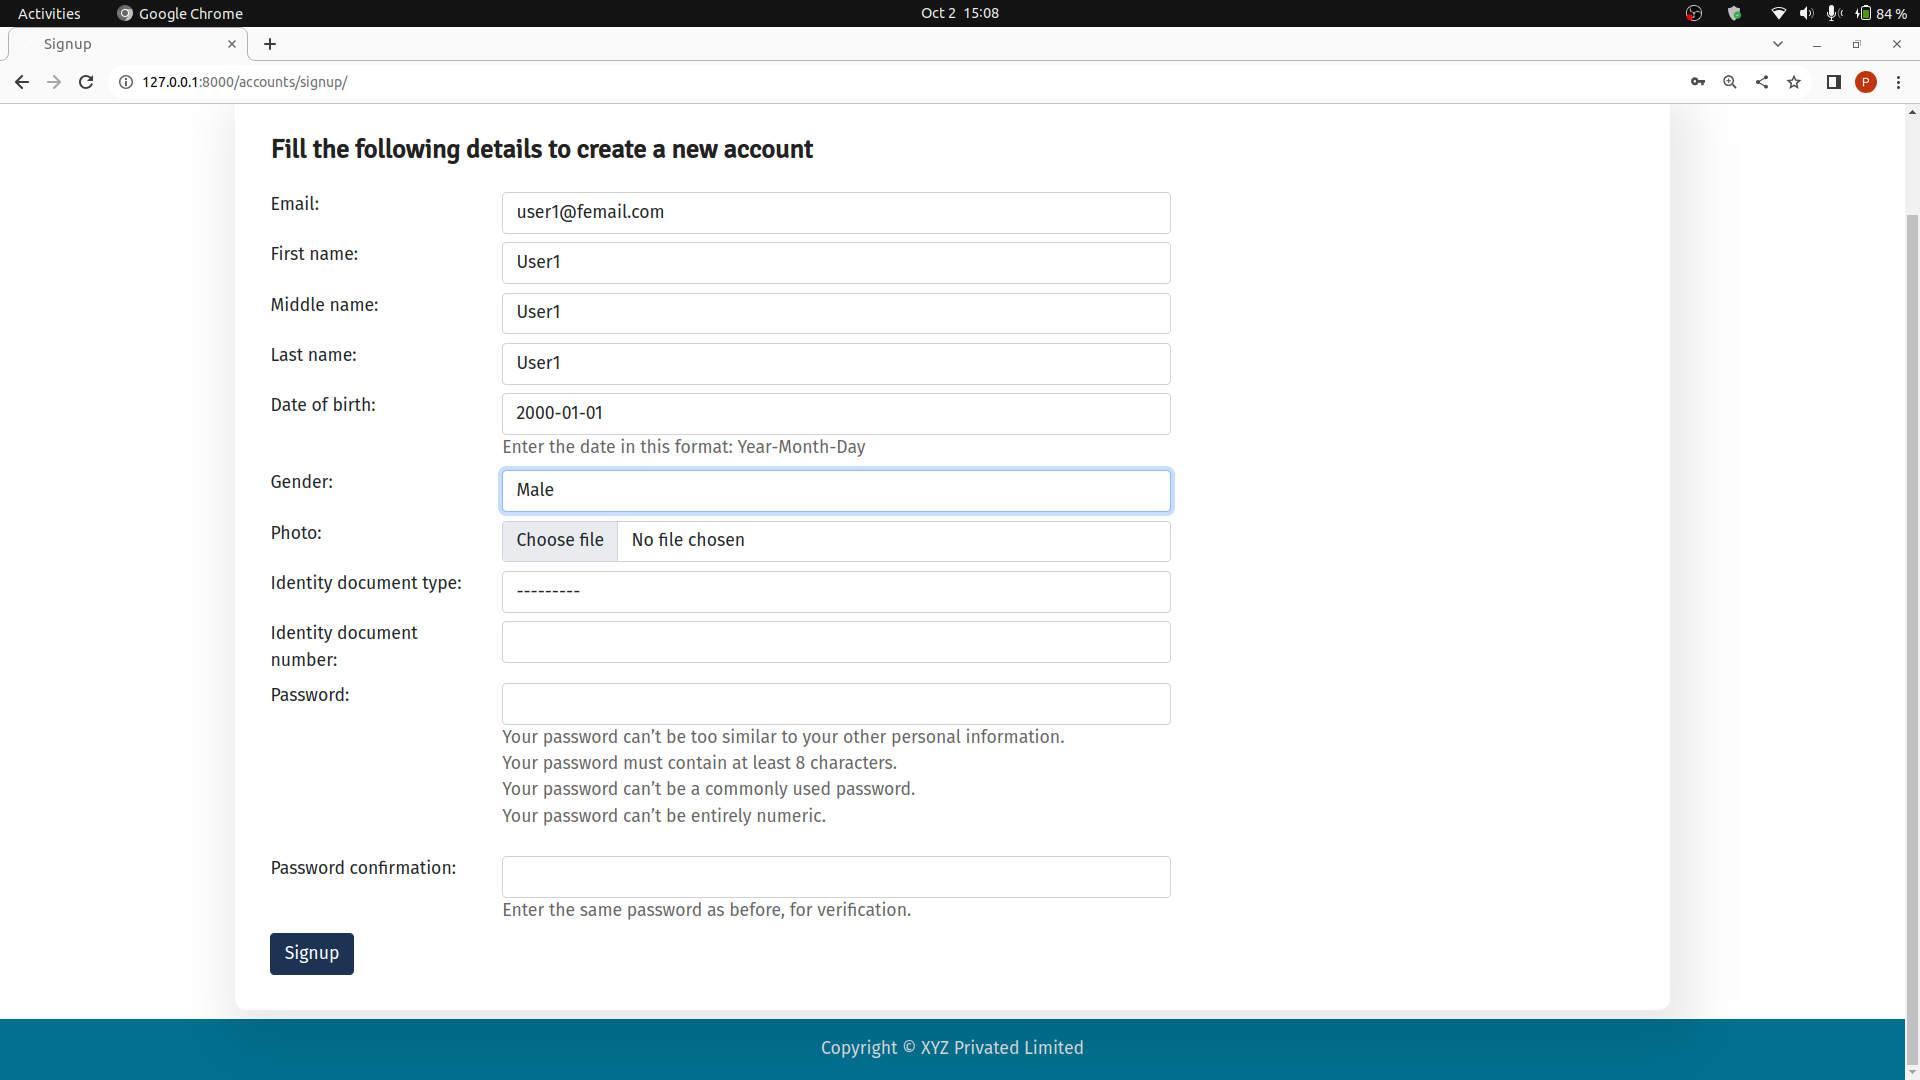 Activities
Google Chrome
Oct 2 15:08
84 %
Signup
127.0.0.1:8000/accounts/signup/
P
Fill the following details to create a new account
Email:
user1@femail.com
First name:
User1
Middle name:
User1
Last name:
User1
Date of birth:
2000-01-01
Enter the date in this format: Year-Month-Day
Gender:
Male
Photo:
Choose file
No file chosen
Identity document type:
---------
Identity document
number:
Password:
Your password can’t be too similar to your other personal information.
Your password must contain at least 8 characters.
Your password can’t be a commonly used password.
Your password can’t be entirely numeric.
Password confirmation:
Enter the same password as before, for verification.
Signup
Copyright © XYZ Privated Limited